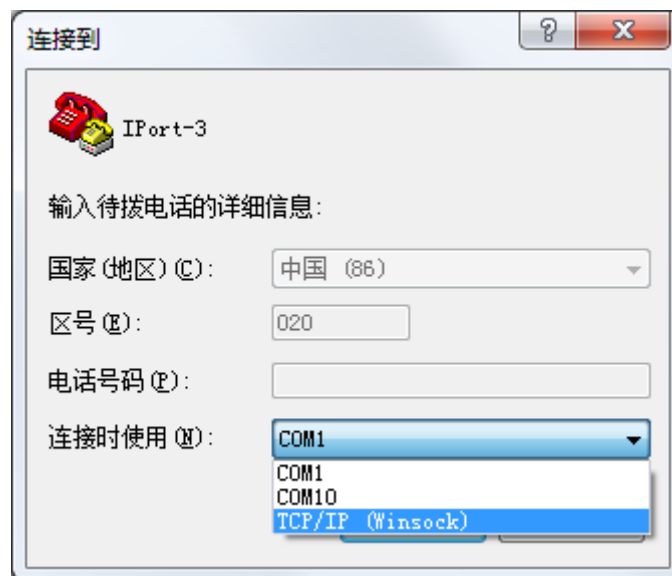 连接到
IPort-3
输入待拨电话的详细信息:
国家(地区)(C): 中国 (86)
区号(E): 020
电话号码(P):
连接时使用(N): COM1
COM1
COM10
TCP/IP (Winsock)